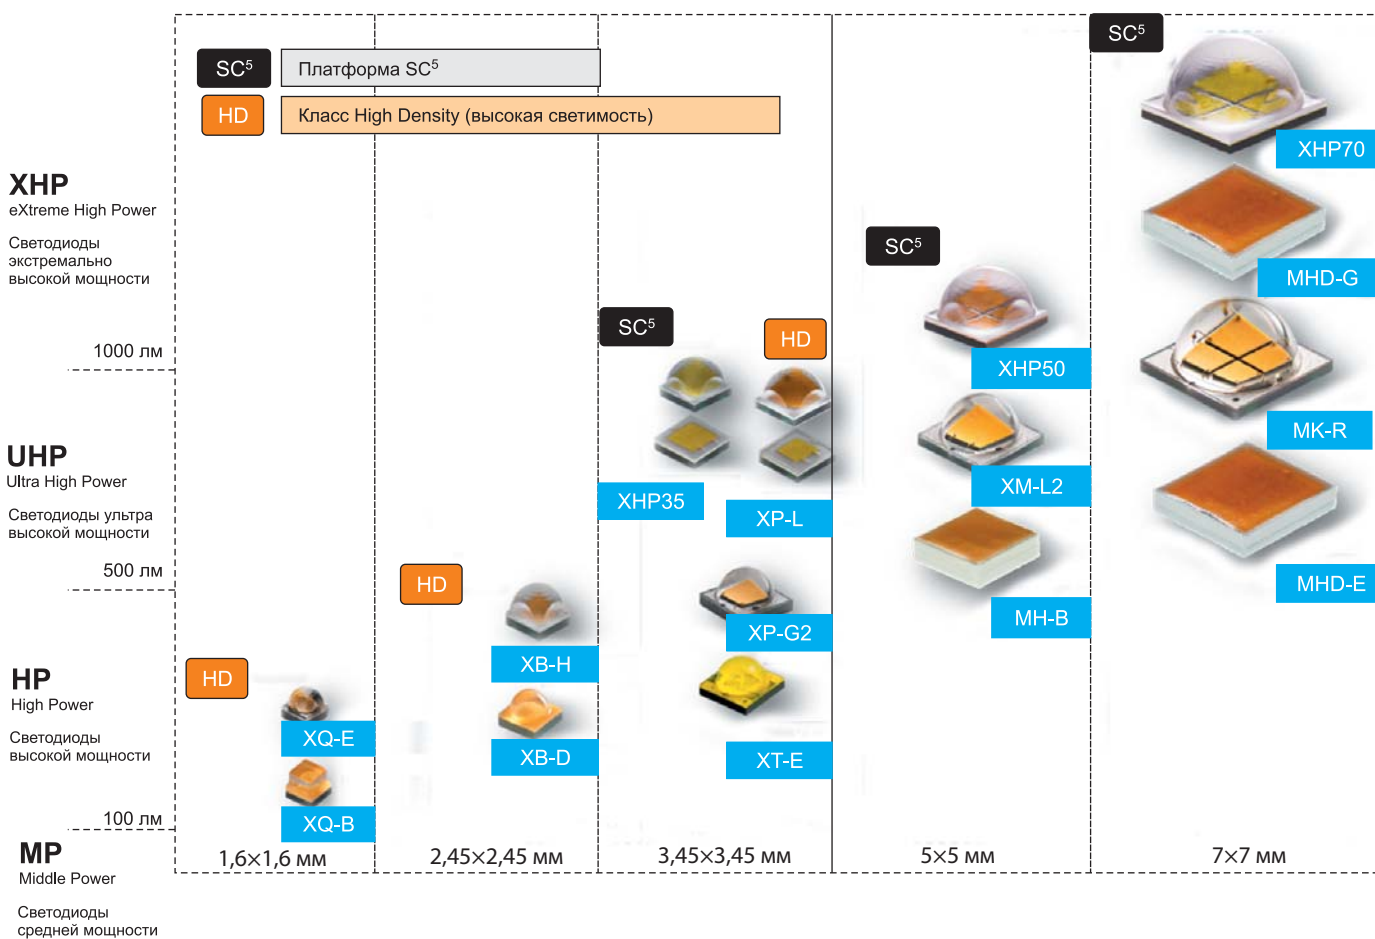 SC⁵
SC⁵
Платформа SC⁵
HD
Класс High Density (высокая светимость)
XHP70
XHP
eXtreme High Power
Светодиоды
экстремально
высокой мощности
SC⁵
MHD-G
SC⁵
HD
1000 лм
XHP50
MK-R
UHP
Ultra High Power
Светодиоды ультра
высокой мощности
XHP35
XP-L
XM-L2
500 лм
HD
MHD-E
MH-B
XP-G2
HD
XB-H
HP
High Power
Светодиоды
высокой мощности
XQ-E
XB-D
XT-E
100 лм
XQ-B
MP
Middle Power
Светодиоды
средней мощности
1,6×1,6 мм
2,45×2,45 мм
3,45×3,45 мм
5×5 мм
7×7 мм